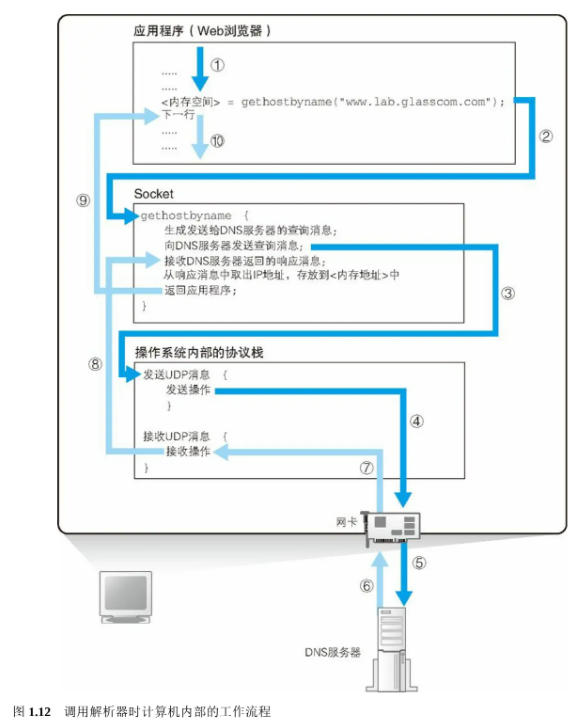 应用程序（Web浏览器）
①
.....
.....
<内存空间> = gethostbyname("www.lab.glasscom.com");
下一行
②
⑩
.....
.....
⑨
Socket
gethostbyname {
生成发送给DNS服务器的查询消息;
向DNS服务器发送查询消息;
接收DNS服务器返回的响应消息;
从响应消息中取出IP地址，存放到<内存地址>中
返回应用程序;
}
③
⑧
操作系统内部的协议栈
发送UDP消息 {
发送操作
}
④
接收UDP消息 {
接收操作
}
⑦
网卡
⑤
⑥
DNS服务器
图 1.12 调用解析器时计算机内部的工作流程